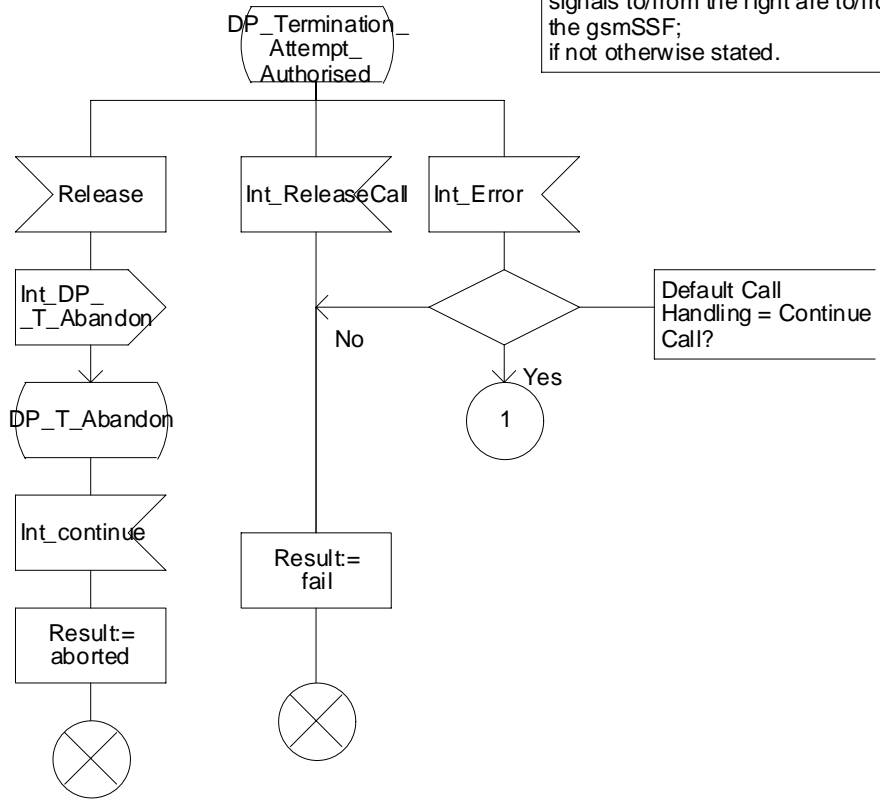 signals to/from the right are to/fro
the gsmSSF;
if not otherwise stated.
DP_Termination_
Attempt_
Authorised
Release
Int_ReleaseCall
Int_Error
Int_DP_
_T_Abandon
No
Default Call
Handling = Continue
Call?
Yes
DP_T_Abandon
1
Int_continue
Result:=
fail
Result:=
aborted